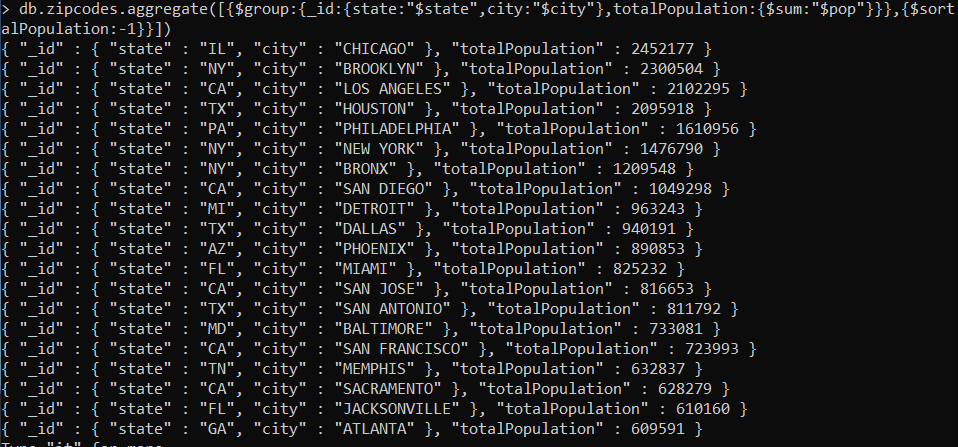 > db.zipcodes.aggregate([{$group:{_id:{state:"$state",city:"$city"},totalPopulation:{$sum:"$pop"}}},{$sort
alPopulation:-1}}])
{ "_id" : { "state" : "IL", "city" : "CHICAGO" }, "totalPopulation" : 2452177 }
{ "_id" : { "state" : "NY", "city" : "BROOKLYN" }, "totalPopulation" : 2300504 }
{ "_id" : { "state" : "CA", "city" : "LOS ANGELES" }, "totalPopulation" : 2102295 }
{ "_id" : { "state" : "TX", "city" : "HOUSTON" }, "totalPopulation" : 2095918 }
{ "_id" : { "state" : "PA", "city" : "PHILADELPHIA" }, "totalPopulation" : 1610956 }
{ "_id" : { "state" : "NY", "city" : "NEW YORK" }, "totalPopulation" : 1476790 }
{ "_id" : { "state" : "NY", "city" : "BRONX" }, "totalPopulation" : 1209548 }
{ "_id" : { "state" : "CA", "city" : "SAN DIEGO" }, "totalPopulation" : 1049298 }
{ "_id" : { "state" : "MI", "city" : "DETROIT" }, "totalPopulation" : 963243 }
{ "_id" : { "state" : "TX", "city" : "DALLAS" }, "totalPopulation" : 940191 }
{ "_id" : { "state" : "AZ", "city" : "PHOENIX" }, "totalPopulation" : 890853 }
{ "_id" : { "state" : "FL", "city" : "MIAMI" }, "totalPopulation" : 825232 }
{ "_id" : { "state" : "CA", "city" : "SAN JOSE" }, "totalPopulation" : 816653 }
{ "_id" : { "state" : "TX", "city" : "SAN ANTONIO" }, "totalPopulation" : 811792 }
{ "_id" : { "state" : "MD", "city" : "BALTIMORE" }, "totalPopulation" : 733081 }
{ "_id" : { "state" : "CA", "city" : "SAN FRANCISCO" }, "totalPopulation" : 723993 }
{ "_id" : { "state" : "TN", "city" : "MEMPHIS" }, "totalPopulation" : 632837 }
{ "_id" : { "state" : "CA", "city" : "SACRAMENTO" }, "totalPopulation" : 628279 }
{ "_id" : { "state" : "FL", "city" : "JACKSONVILLE" }, "totalPopulation" : 610160 }
{ "_id" : { "state" : "GA", "city" : "ATLANTA" }, "totalPopulation" : 609591 }
Type "it" for more